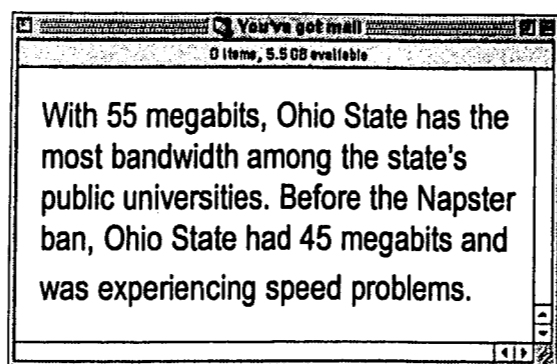 You've got mail
0 items, 5.5 GB available
With 55 megabits, Ohio State has the
most bandwidth among the state's
public universities. Before the Napster
ban, Ohio State had 45 megabits and
was experiencing speed problems.